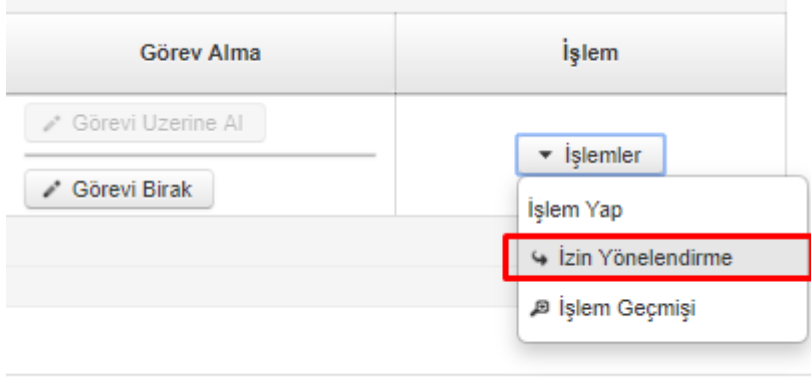 Görev Alma
İşlem
Görevi Uzerine Al
Görevi Birak
İşlemler
İşlem Yap
İzin Yönelendirme
İşlem Geçmişi